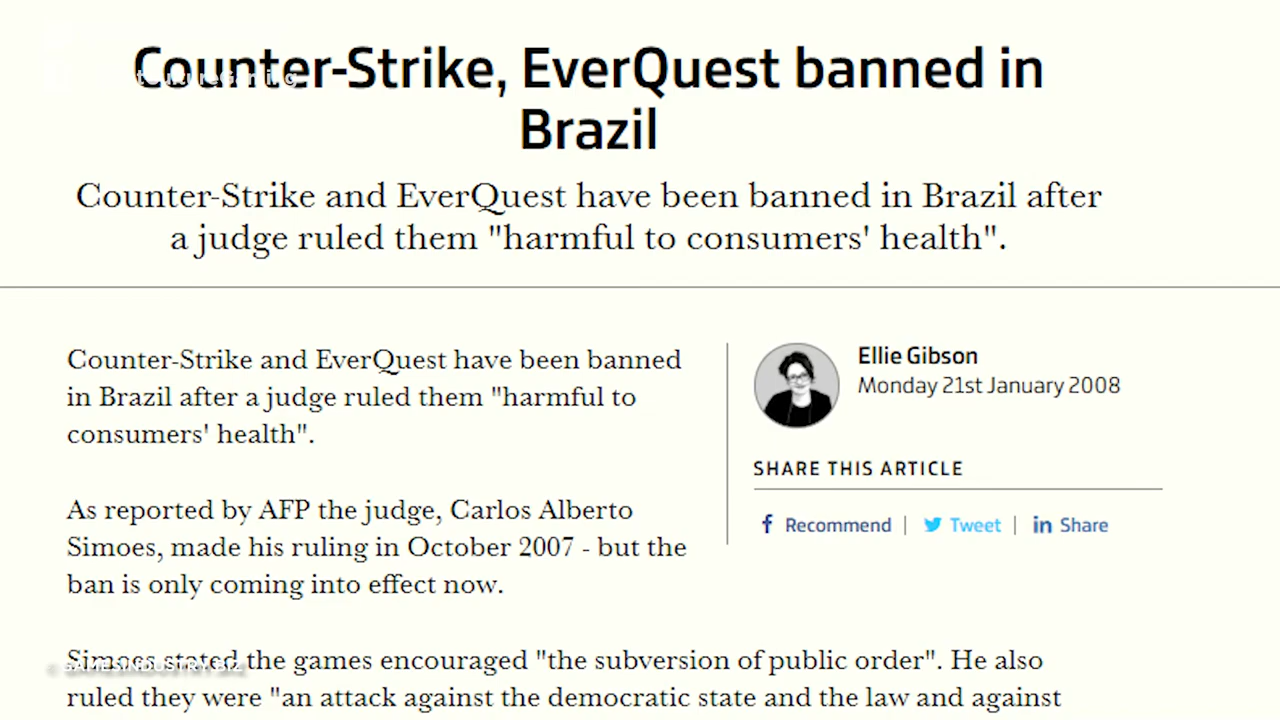 Counter-Strike, EverQuest banned in
Brazil
Counter-Strike and EverQuest have been banned in Brazil after
a judge ruled them "harmful to consumers' health".
Counter-Strike and EverQuest have been banned
in Brazil after a judge ruled them "harmful to
consumers' health".
As reported by AFP the judge, Carlos Alberto
Simoes, made his ruling in October 2007 - but the
ban is only coming into effect now.
Simoes stated the games encouraged "the subversion of public order". He also
ruled they were "an attack against the democratic state and the law and against
Ellie Gibson
Monday 21st January 2008
SHARE THIS ARTICLE
Recommend
Tweet
Share
© GAMESINDUSTRY.BIZ